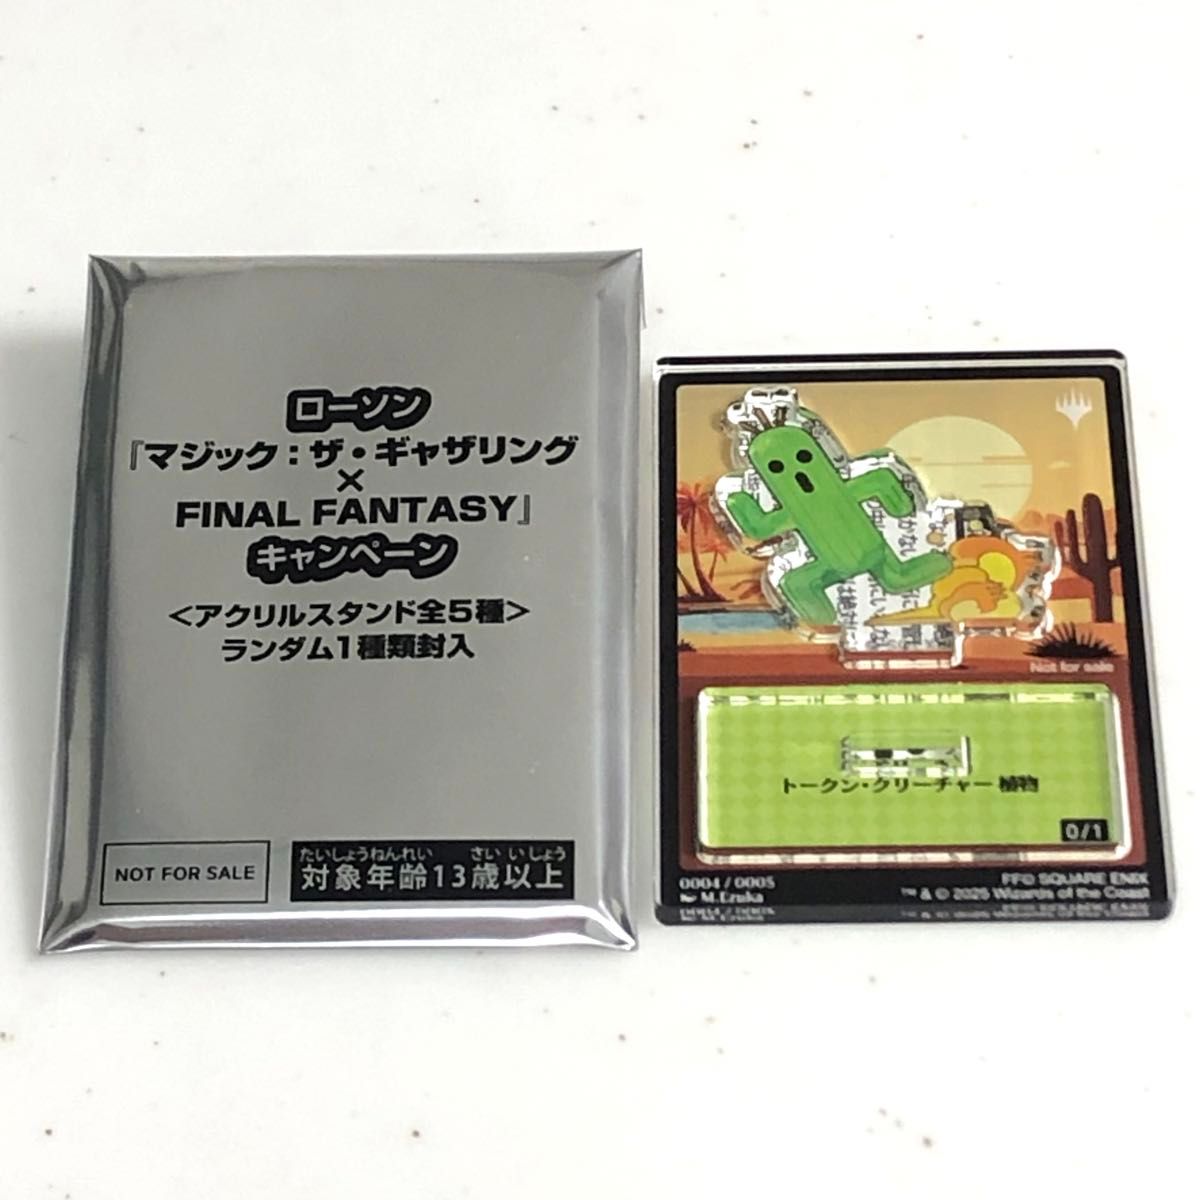 ローソン
『マジック：ザ・ギャザリング
×
FINAL FANTASY』
キャンペーン
＜アクリルスタンド全5種＞
ランダム1種類封入
NOT FOR SALE
たいしょうねんれい さい いじょう
対象年齢13歳以上
Not for sale
トークン・クリーチャー 植物
0/1
0004 / 0005
M.Ezuka
FF© SQUARE ENIX
™ & © 2025 Wizards of the Coast